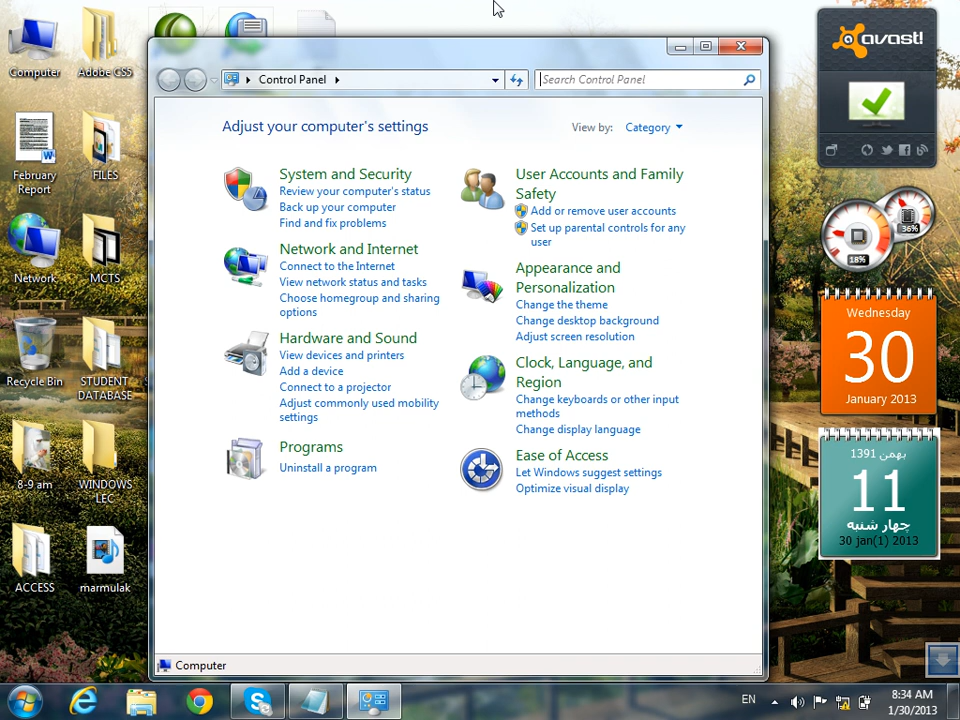 Computer
Adobe CS5
February
Report
FILES
Network
MCTS
Recycle Bin
STUDENT
DATABASE
8-9 am
WINDOWS
LEC
ACCESS
marmulak
Control Panel
Search Control Panel
Adjust your computer's settings
View by: Category
System and Security
Review your computer's status
Back up your computer
Find and fix problems
Network and Internet
Connect to the Internet
View network status and tasks
Choose homegroup and sharing
options
Hardware and Sound
View devices and printers
Add a device
Connect to a projector
Adjust commonly used mobility
settings
Programs
Uninstall a program
User Accounts and Family
Safety
Add or remove user accounts
Set up parental controls for any
user
Appearance and
Personalization
Change the theme
Change desktop background
Adjust screen resolution
Clock, Language, and
Region
Change keyboards or other input
methods
Change display language
Ease of Access
Let Windows suggest settings
Optimize visual display
Computer
avast!
36%
18%
Wednesday
30
January 2013
بهمن 1391
11
چهار شنبه
30 jan(1) 2013
EN
8:34 AM
1/30/2013